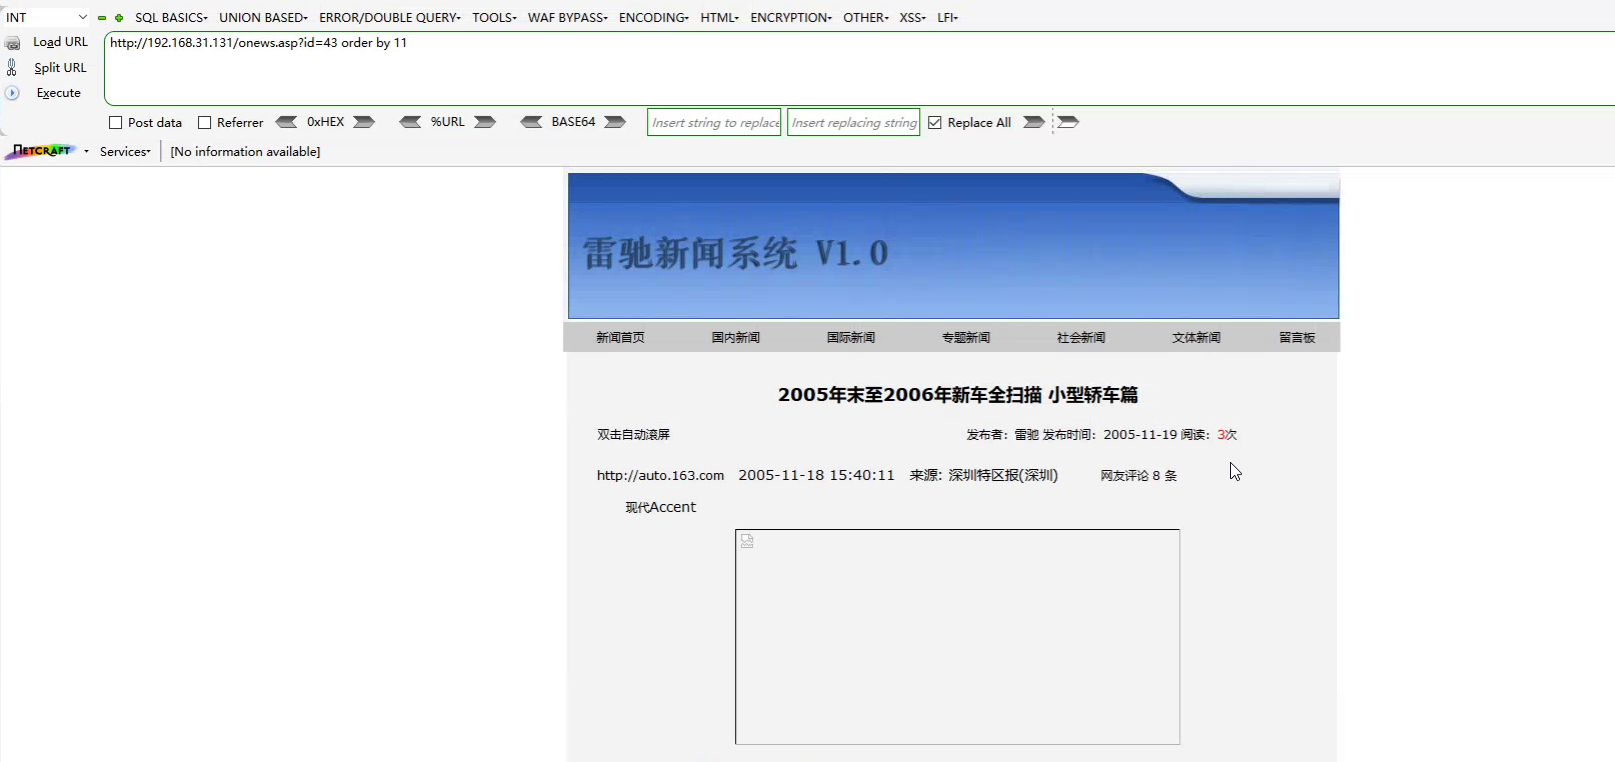 INT SQL BASICS UNION BASED ERROR/DOUBLE QUERY TOOLS WAF BYPASS ENCODING HTML ENCRYPTION OTHER XSS LFI
Load URL http://192.168.31.131/onews.asp?id=43 order by 11
Split URL
Execute
Post data Referrer 0xHEX %URL BASE64 Insert string to replace Insert replacing string Replace All
NETCRAFT Services [No information available]
雷驰新闻系统 V1.0
新闻首页 国内新闻 国际新闻 专题新闻 社会新闻 文体新闻 留言板
2005年末至2006年新车全扫描 小型轿车篇
双击自动滚屏 发布者：雷驰 发布时间：2005-11-19 阅读：3次
http://auto.163.com 2005-11-18 15:40:11 来源: 深圳特区报(深圳) 网友评论 8 条
现代Accent